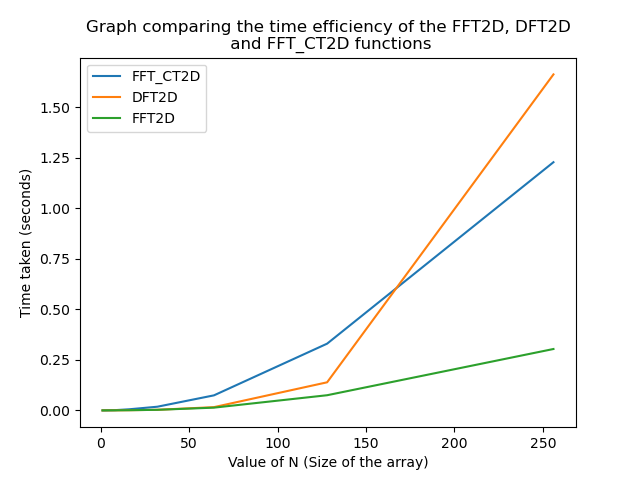 Graph comparing the time efficiency of the FFT2D, DFT2D
and FFT_CT2D functions
FFT_CT2D
DFT2D
FFT2D
Time taken (seconds)
1.50
1.25
1.00
0.75
0.50
0.25
0.00
0 50 100 150 200 250
Value of N (Size of the array)